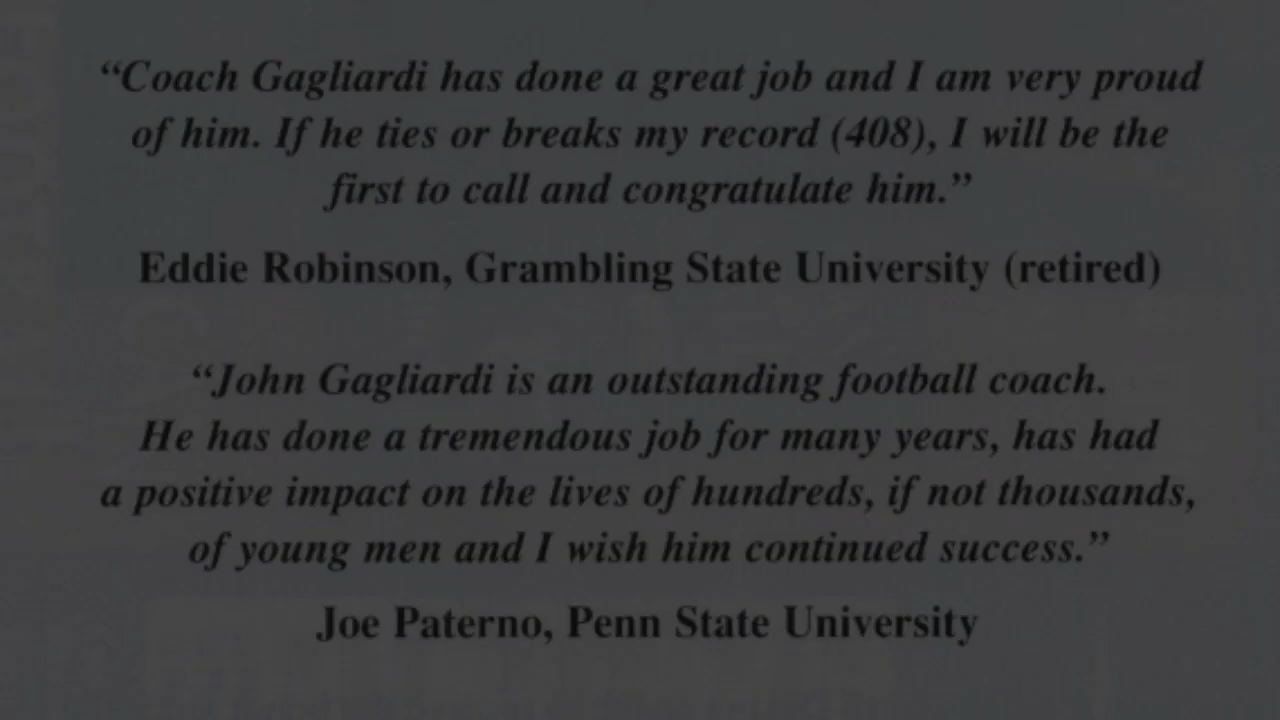 “Coach Gagliardi has done a great job and I am very proud
of him. If he ties or breaks my record (408), I will be the
first to call and congratulate him.”
Eddie Robinson, Grambling State University (retired)
“John Gagliardi is an outstanding football coach.
He has done a tremendous job for many years, has had
a positive impact on the lives of hundreds, if not thousands,
of young men and I wish him continued success.”
Joe Paterno, Penn State University